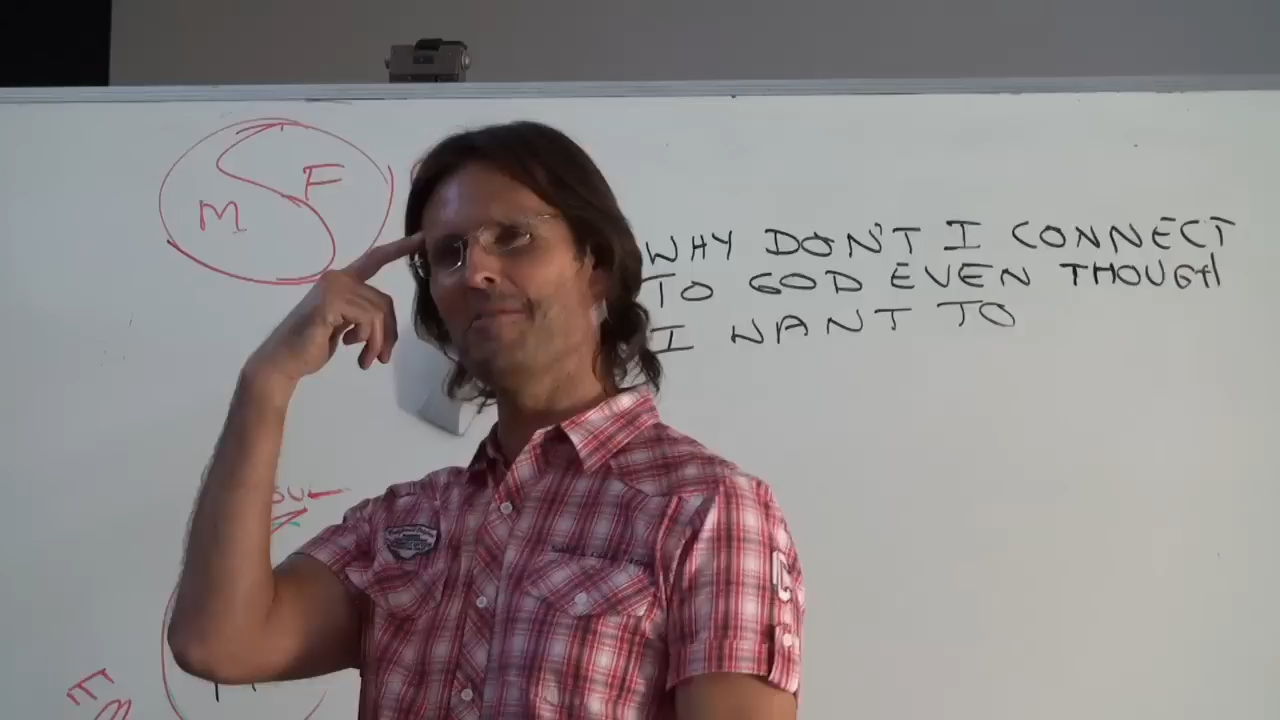 M
F
WHY DON'T I CONNECT
TO GOD EVEN THOUGH
I WANT TO